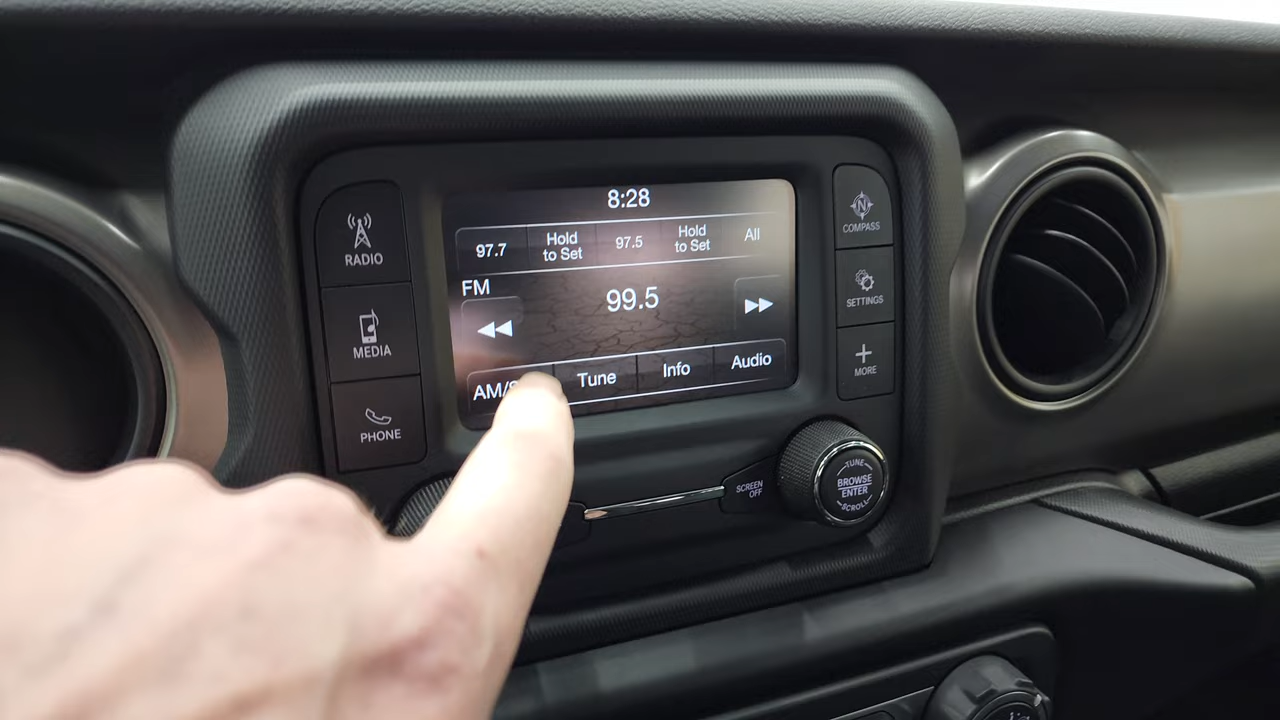 8:28
97.7
Hold
to Set
97.5
Hold
to Set
All
FM
99.5
AM/
Tune
Info
Audio
RADIO
MEDIA
PHONE
N
COMPASS
SETTINGS
MORE
SCREEN
OFF
TUNE
BROWSE
ENTER
SCROLL